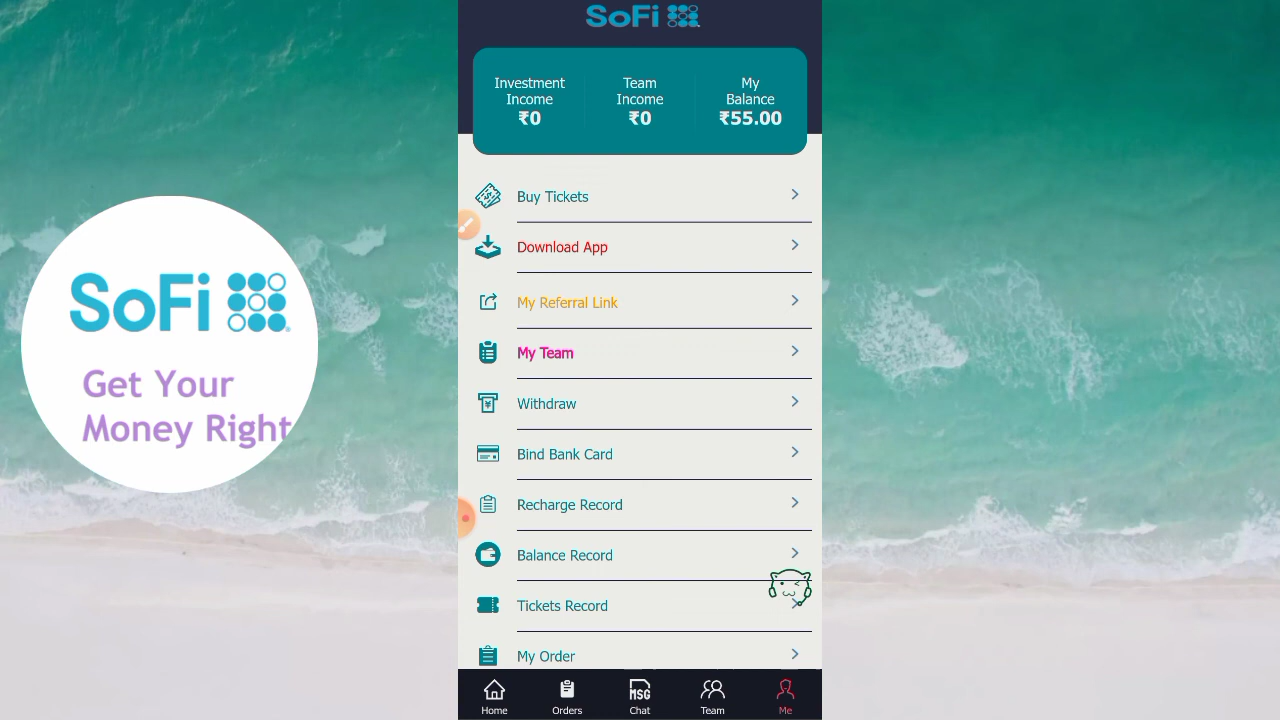 SoFi
Get Your
Money Right
SoFi
Investment
Income
₹0
Team
Income
₹0
My
Balance
₹55.00
Buy Tickets
Download App
My Referral Link
My Team
Withdraw
Bind Bank Card
Recharge Record
Balance Record
Tickets Record
My Order
Home
Orders
MSG
Chat
Team
Me